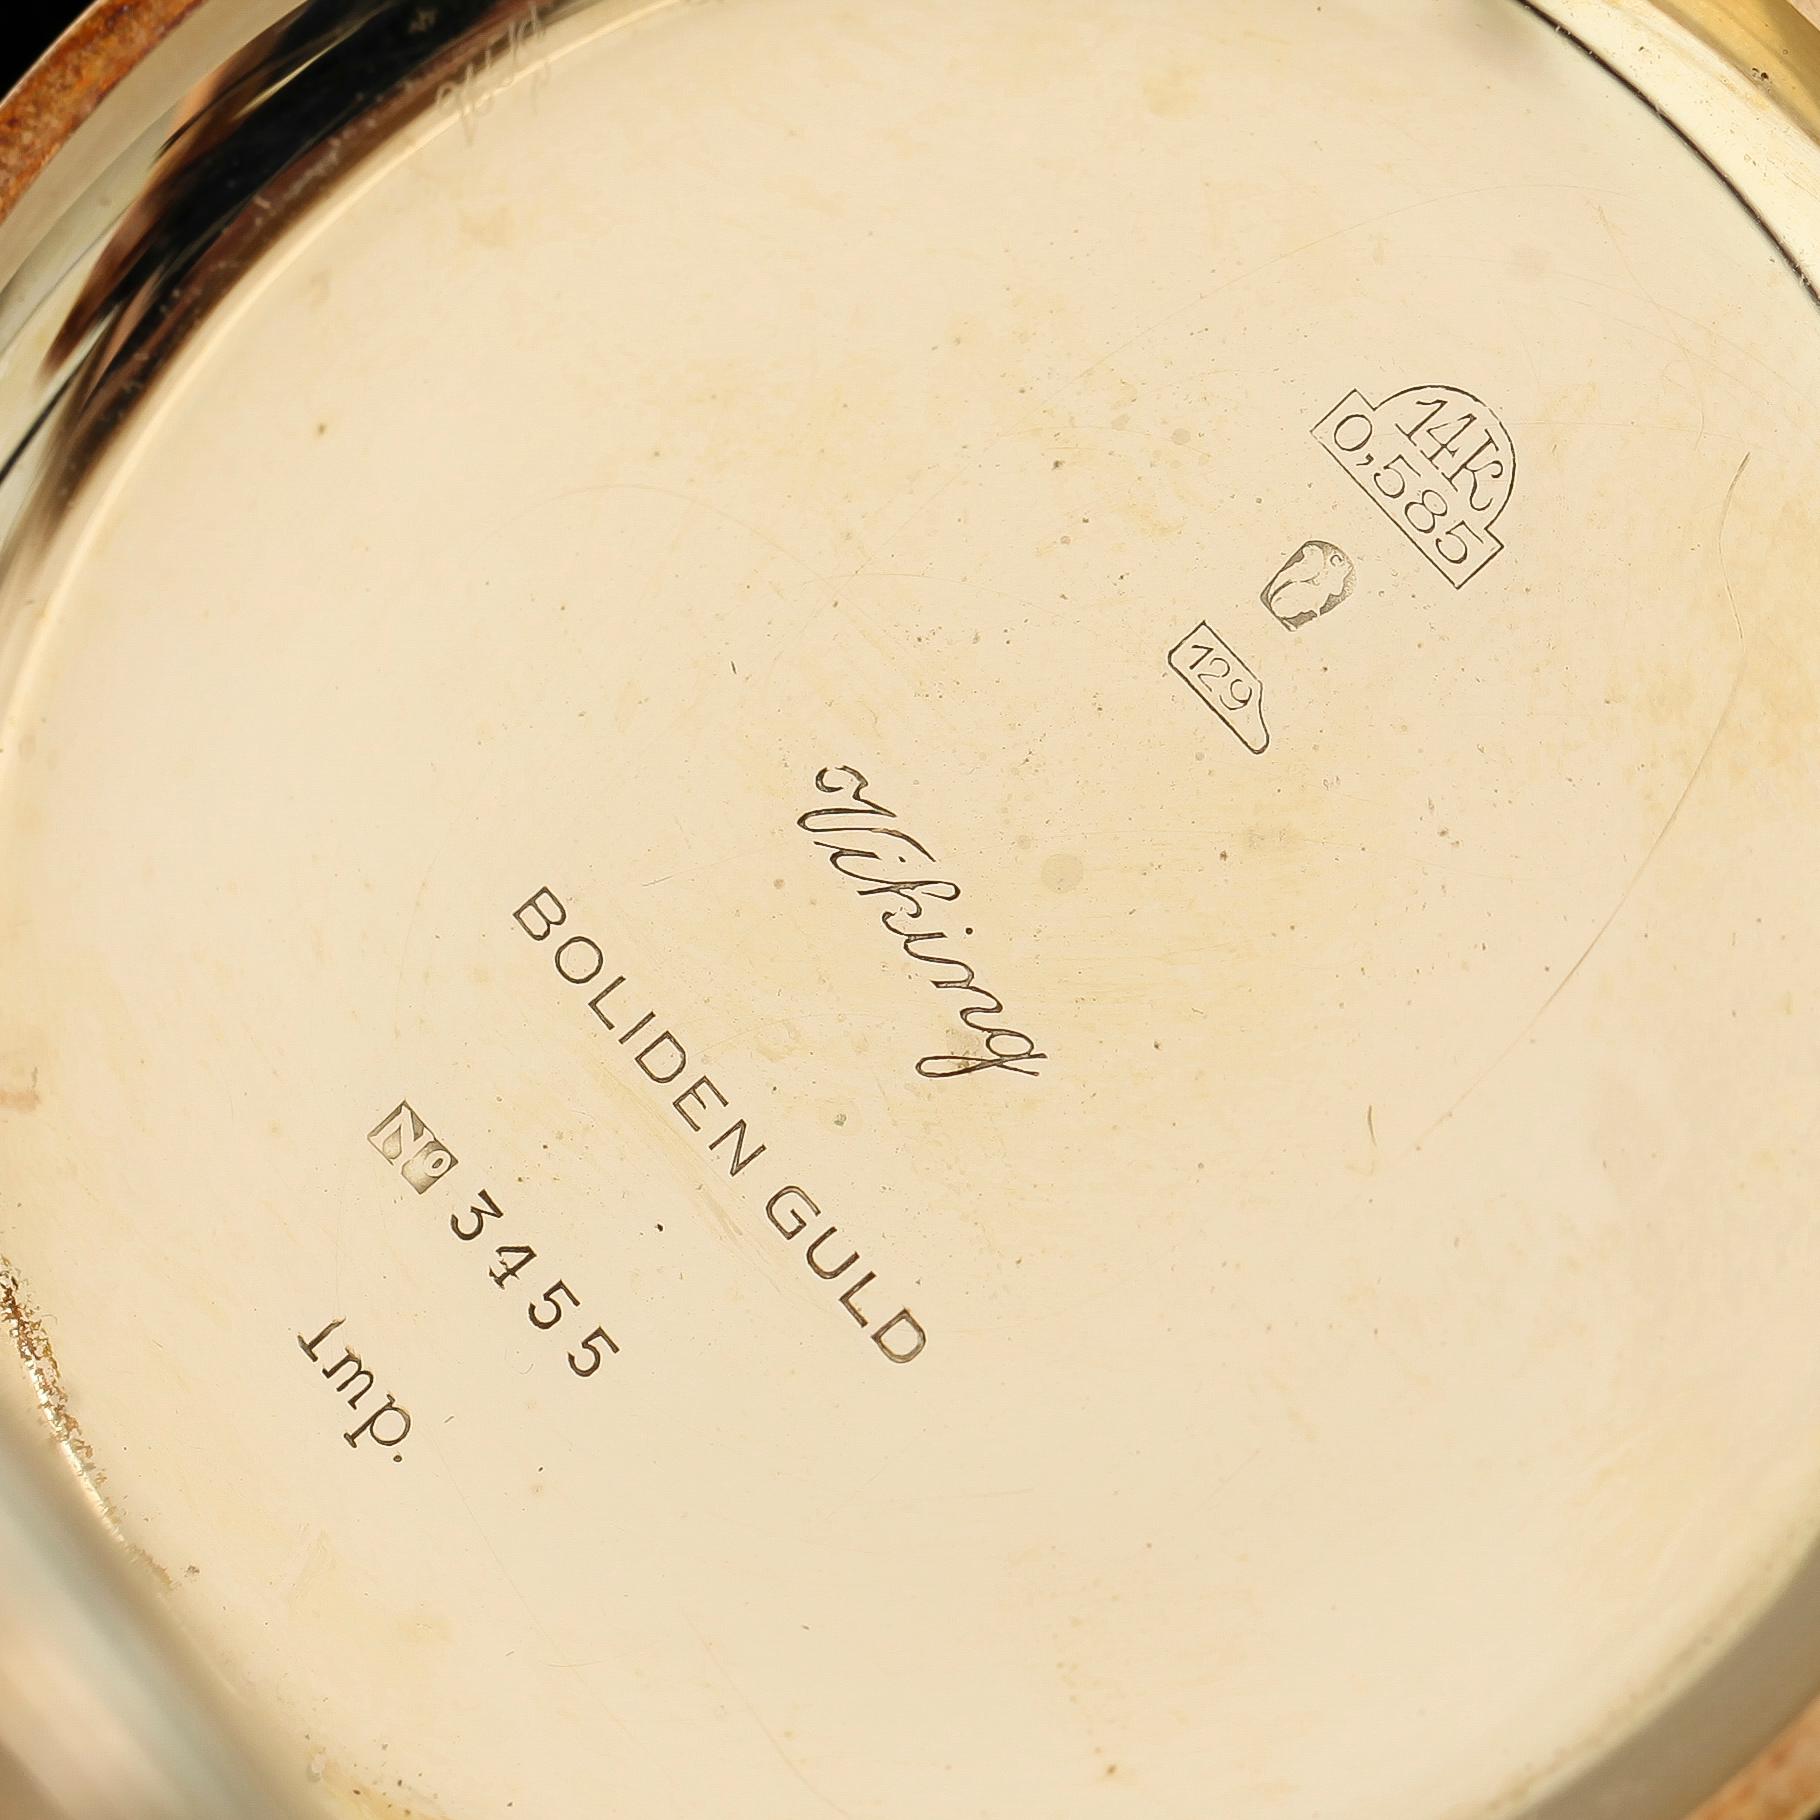 14K
0,585
129
Viking
BOLIDEN GULD
No 3455
Imp.